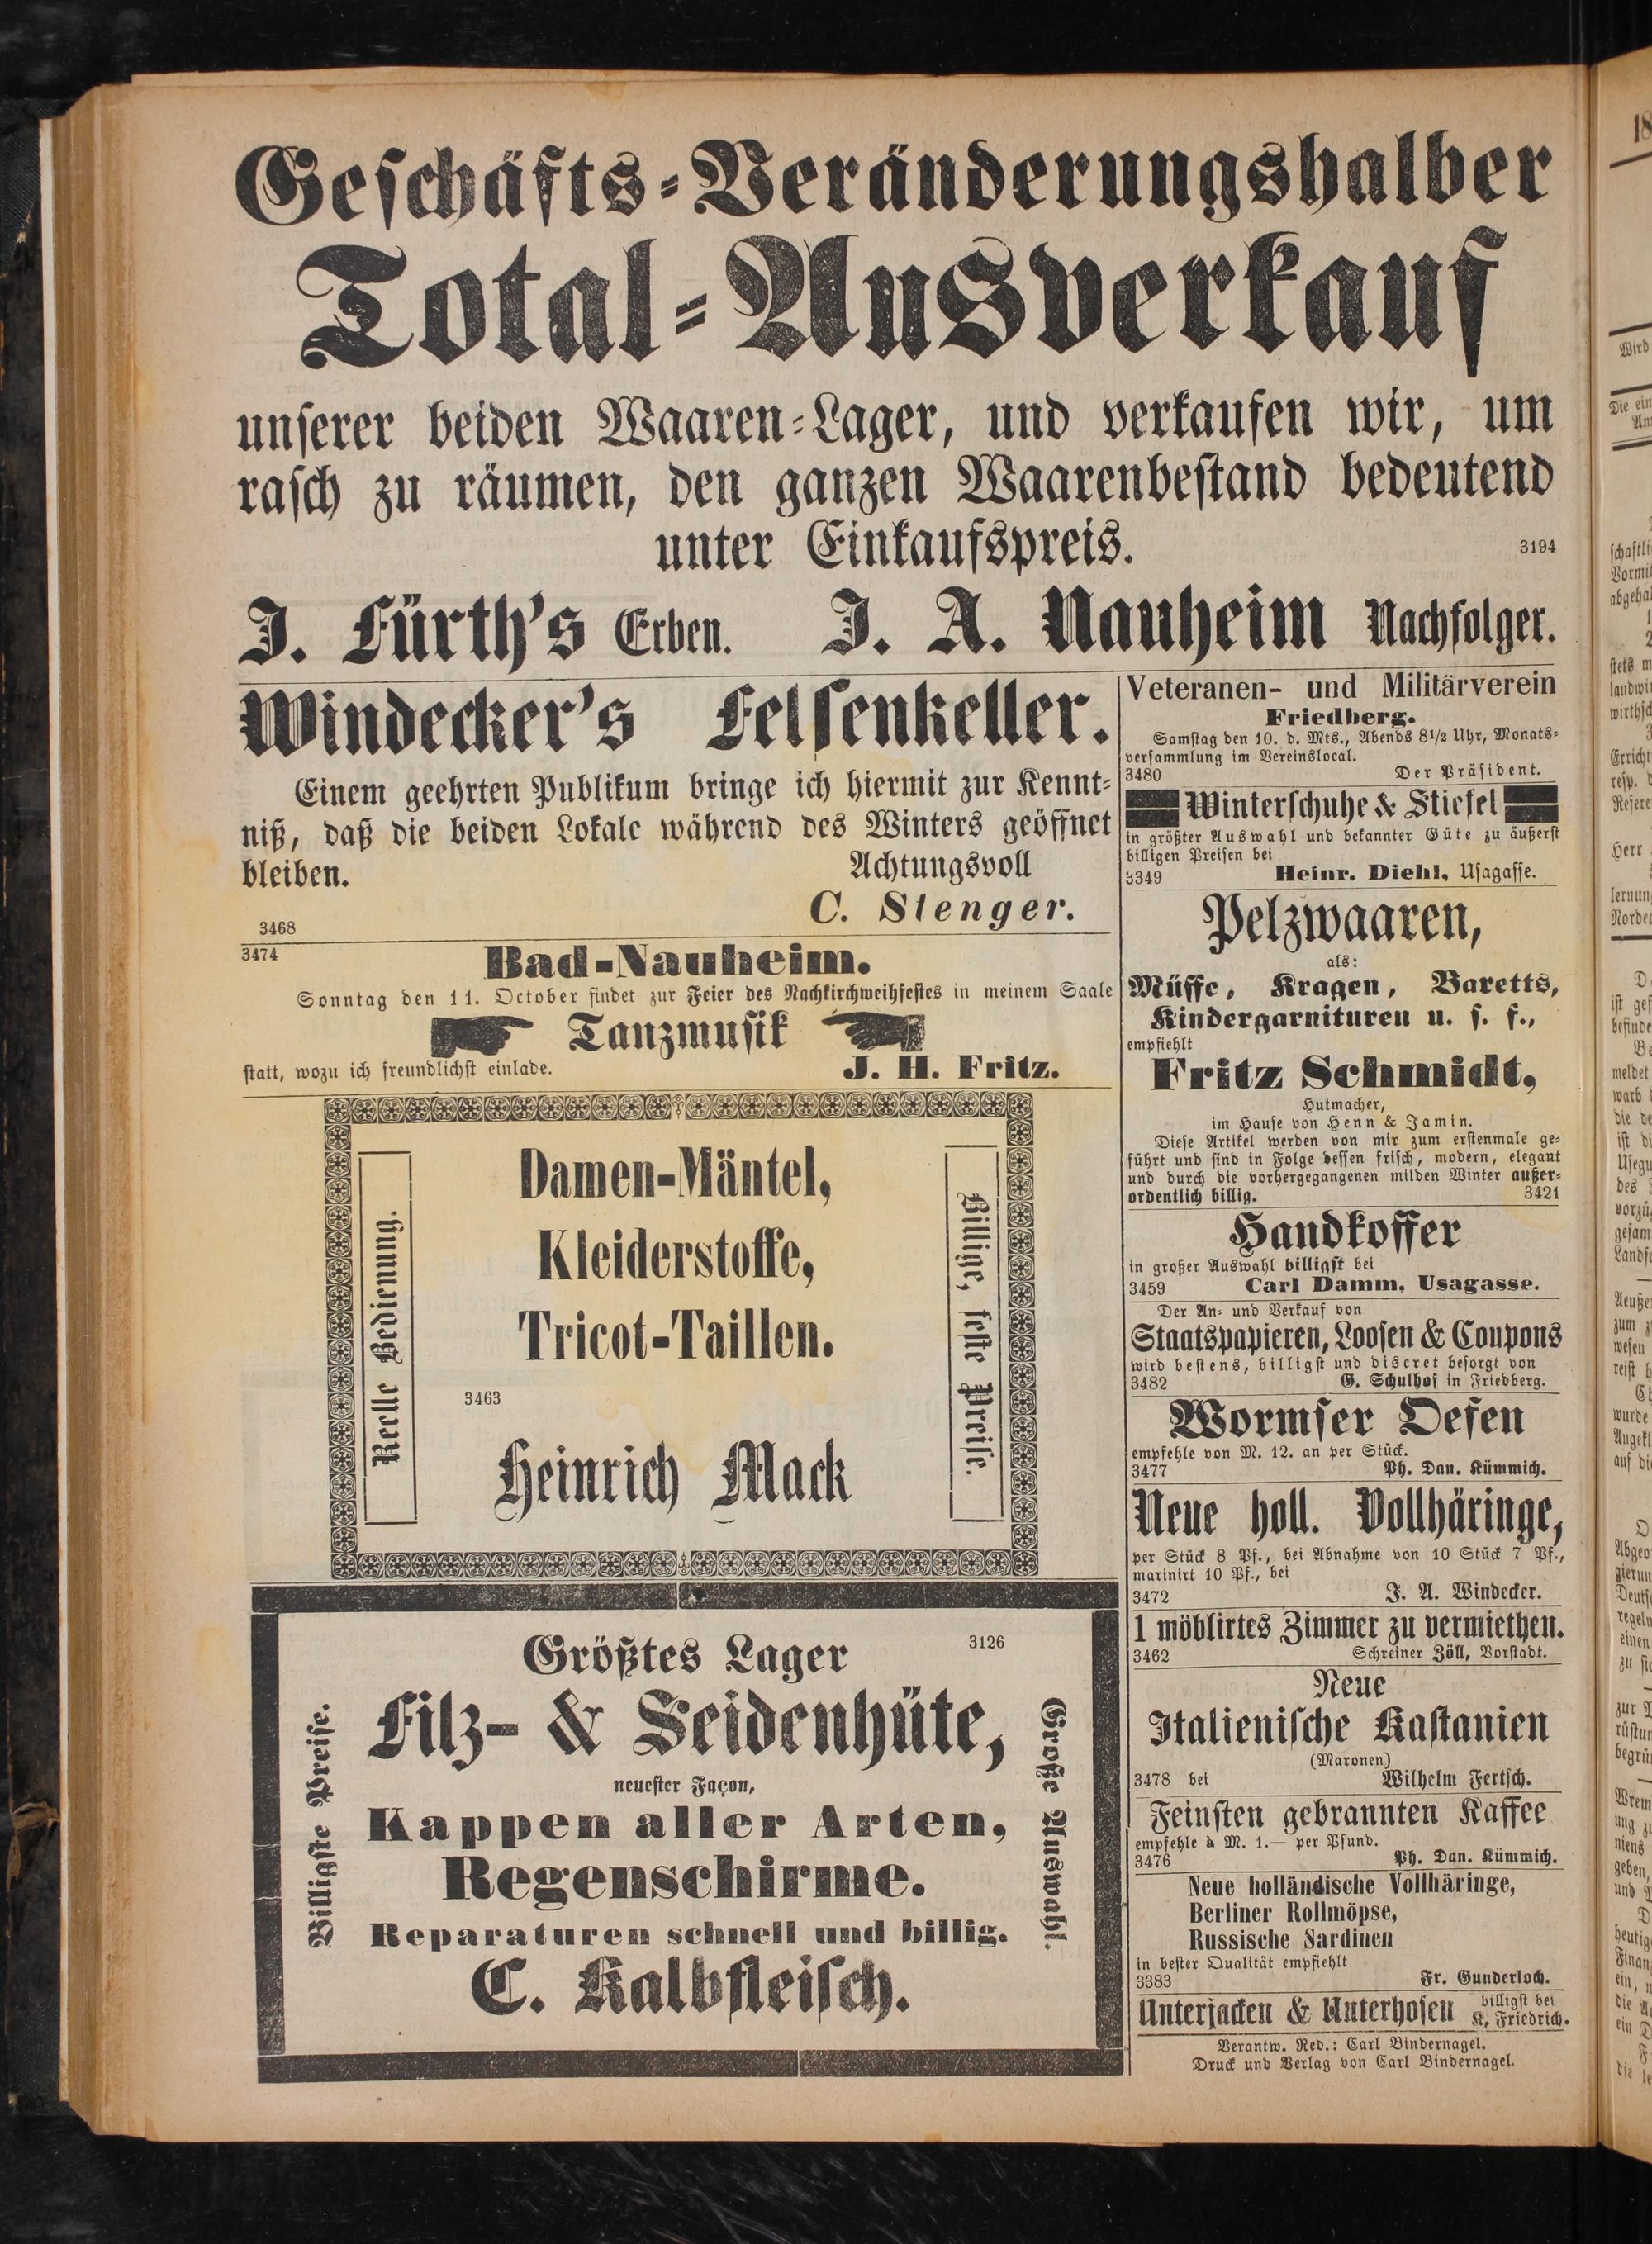 Geschäfts-Veränderungshalber
Total-Ausverkauf
unserer beiden Waaren-Lager, und verkaufen wir, um
rasch zu räumen, den ganzen Waarenbestand bedeutend
unter Einkaufspreis.
3194
J. Fürth's Erben. J. A. Nauheim Nachfolger.
Windecker's Felsenkeller.
Einem geehrten Publikum bringe ich hiermit zur Kennt-
niß, daß die beiden Lokale während des Winters geöffnet
bleiben. Achtungsvoll
C. Stenger.
3468
3474
Bad-Nauheim.
Sonntag den 11. October findet zur Feier des Nachkirchweihfestes in meinem Saale
Tanzmusik
statt, wozu ich freundlichst einlade. J. H. Fritz.
Reelle Bedienung.
Damen-Mäntel,
Kleiderstoffe,
Tricot-Taillen.
3463
Heinrich Mack
Billige, feste Preise.
Billigste Preise.
Größtes Lager
3126
Filz- & Seidenhüte,
neuester Façon,
Kappen aller Arten,
Regenschirme.
Reparaturen schnell und billig.
C. Kalbfleisch.
Große Auswahl.
Veteranen- und Militärverein
Friedberg.
Samstag den 10. d. Mts., Abends 8 1/2 Uhr, Monats-
versammlung im Vereinslocal.
3480 Der Präsident.
Winterschuhe & Stiefel
in größter Auswahl und bekannter Güte zu äußerst
billigen Preisen bei
3349 Heinr. Diehl, Usagasse.
Pelzwaaren,
als:
Müffe, Kragen, Baretts,
Kindergarnituren u. s. f.,
empfiehlt
Fritz Schmidt,
Hutmacher,
im Hause von Henn & Jamin.
Diese Artikel werden von mir zum erstenmale ge-
führt und sind in Folge dessen frisch, modern, elegant
und durch die vorhergegangenen milden Winter außer-
ordentlich billig. 3421
Handkoffer
in großer Auswahl billigst bei
3459 Carl Damm, Usagasse.
Der An- und Verkauf von
Staatspapieren, Loosen & Coupons
wird bestens, billigst und discret besorgt von
3482 G. Schulhof in Friedberg.
Wormser Oefen
empfehle von M. 12. an per Stück.
3477 Ph. Dan. Kümmich.
Neue holl. Vollhäringe,
per Stück 8 Pf., bei Abnahme von 10 Stück 7 Pf.,
marinirt 10 Pf., bei
3472 J. A. Windecker.
1 möblirtes Zimmer zu vermiethen.
3462 Schreiner Zöll, Vorstadt.
Neue
Italienische Kastanien
(Maronen)
3478 bei Wilhelm Fertsch.
Feinsten gebrannten Kaffee
empfehle à M. 1.— per Pfund.
3476 Ph. Dan. Kümmich.
Neue holländische Vollhäringe,
Berliner Rollmöpse,
Russische Sardinen
in bester Qualität empfiehlt
3383 Fr. Gunderloch.
Unterjacken & Unterhosen billigst bei
K. Friedrich.
Verantw. Red.: Carl Bindernagel.
Druck und Verlag von Carl Bindernagel.